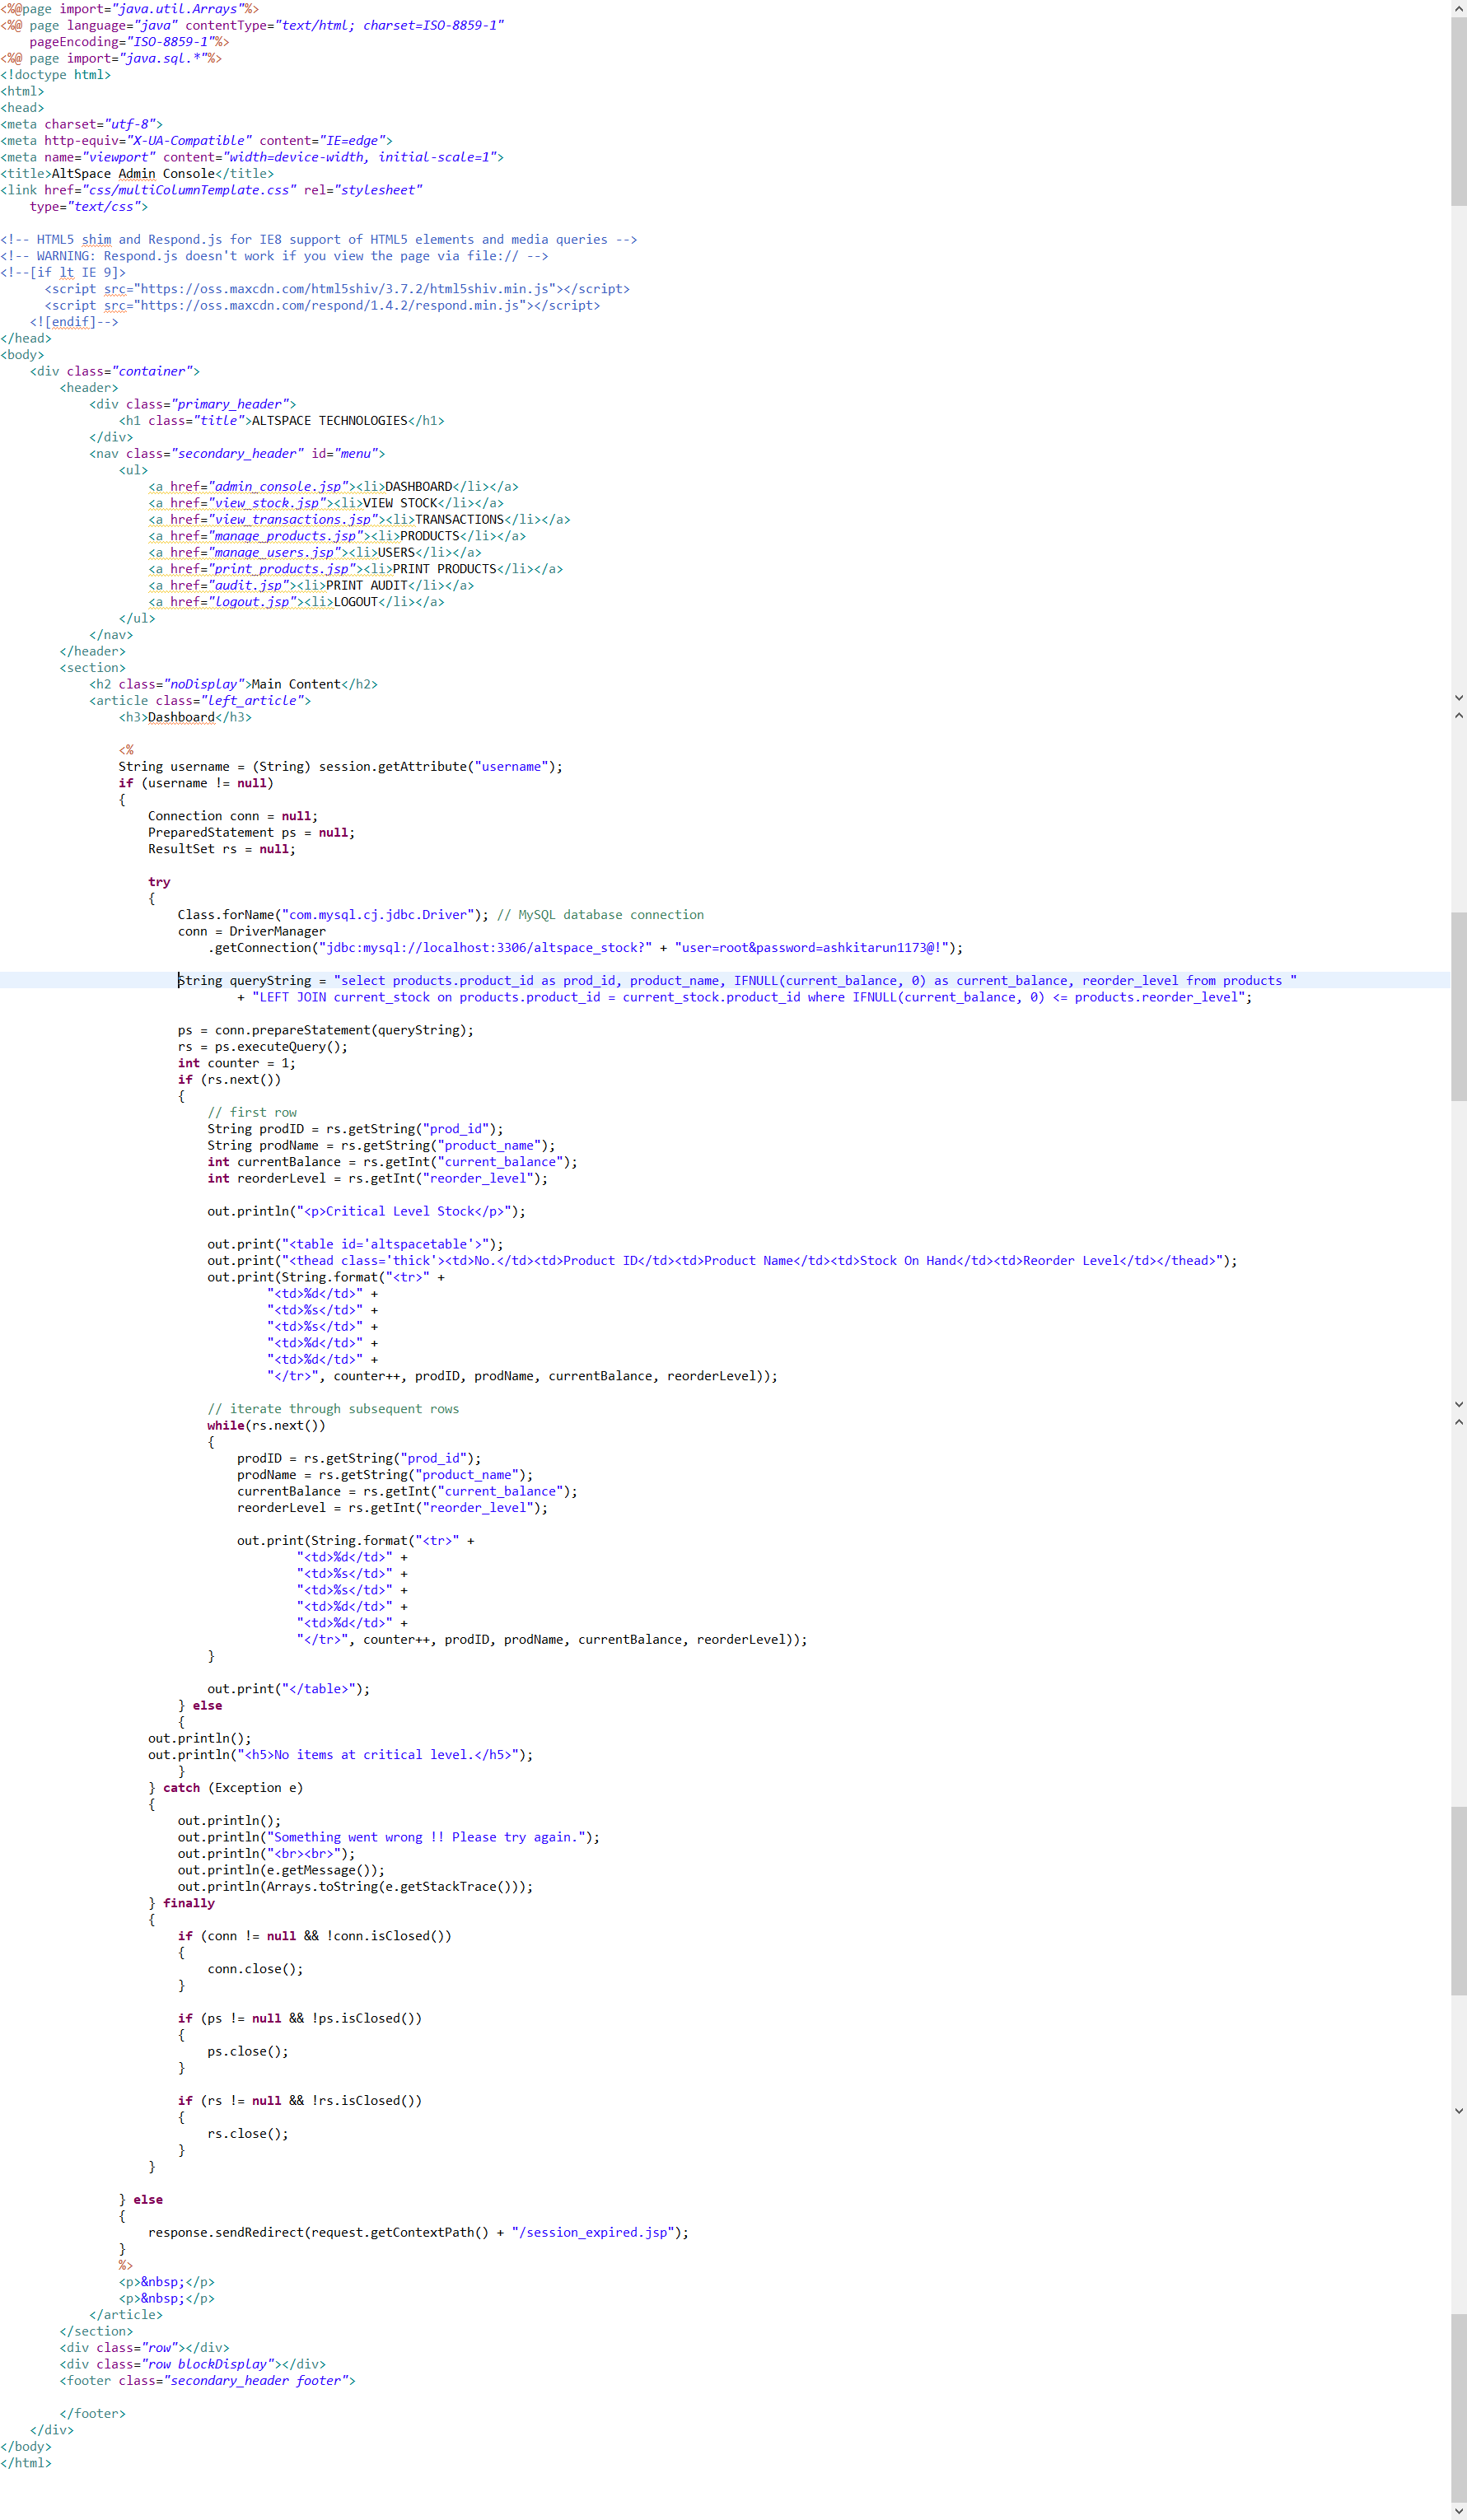 <%@page import="java.util.Arrays"%>
<%@ page language="java" contentType="text/html; charset=ISO-8859-1"
    pageEncoding="ISO-8859-1"%>
<%@ page import="java.sql.*"%>
<!doctype html>
<html>
<head>
<meta charset="utf-8">
<meta http-equiv="X-UA-Compatible" content="IE=edge">
<meta name="viewport" content="width=device-width, initial-scale=1">
<title>AltSpace Admin Console</title>
<link href="css/multiColumnTemplate.css" rel="stylesheet"
    type="text/css">

<!-- HTML5 shim and Respond.js for IE8 support of HTML5 elements and media queries -->
<!-- WARNING: Respond.js doesn't work if you view the page via file:// -->
<!--[if lt IE 9]>
      <script src="https://oss.maxcdn.com/html5shiv/3.7.2/html5shiv.min.js"></script>
      <script src="https://oss.maxcdn.com/respond/1.4.2/respond.min.js"></script>
    <![endif]-->
</head>
<body>
    <div class="container">
        <header>
            <div class="primary_header">
                <h1 class="title">ALTSPACE TECHNOLOGIES</h1>
            </div>
            <nav class="secondary_header" id="menu">
                <ul>
                    <a href="admin_console.jsp"><li>DASHBOARD</li></a>
                    <a href="view_stock.jsp"><li>VIEW STOCK</li></a>
                    <a href="view_transactions.jsp"><li>TRANSACTIONS</li></a>
                    <a href="manage_products.jsp"><li>PRODUCTS</li></a>
                    <a href="manage_users.jsp"><li>USERS</li></a>
                    <a href="print_products.jsp"><li>PRINT PRODUCTS</li></a>
                    <a href="audit.jsp"><li>PRINT AUDIT</li></a>
                    <a href="logout.jsp"><li>LOGOUT</li></a>
                </ul>
            </nav>
        </header>
        <section>
            <h2 class="noDisplay">Main Content</h2>
            <article class="left_article">
                <h3>Dashboard</h3>

                <%
                String username = (String) session.getAttribute("username");
                if (username != null)
                {
                    Connection conn = null;
                    PreparedStatement ps = null;
                    ResultSet rs = null;

                    try
                    {
                        Class.forName("com.mysql.cj.jdbc.Driver"); // MySQL database connection
                        conn = DriverManager
                            .getConnection("jdbc:mysql://localhost:3306/altspace_stock?" + "user=root&password=ashkitarun1173@!");

                        String queryString = "select products.product_id as prod_id, product_name, IFNULL(current_balance, 0) as current_balance, reorder_level from products "
                                + "LEFT JOIN current_stock on products.product_id = current_stock.product_id where IFNULL(current_balance, 0) <= products.reorder_level";

                        ps = conn.prepareStatement(queryString);
                        rs = ps.executeQuery();
                        int counter = 1;
                        if (rs.next())
                        {
                            // first row
                            String prodID = rs.getString("prod_id");
                            String prodName = rs.getString("product_name");
                            int currentBalance = rs.getInt("current_balance");
                            int reorderLevel = rs.getInt("reorder_level");

                            out.println("<p>Critical Level Stock</p>");

                            out.print("<table id='altspacetable'>");
                            out.print("<thead class='thick'><td>No.</td><td>Product ID</td><td>Product Name</td><td>Stock On Hand</td><td>Reorder Level</td></thead>");
                            out.print(String.format("<tr>" +
                                    "<td>%d</td>" +
                                    "<td>%s</td>" +
                                    "<td>%s</td>" +
                                    "<td>%d</td>" +
                                    "<td>%d</td>" +
                                    "</tr>", counter++, prodID, prodName, currentBalance, reorderLevel));

                            // iterate through subsequent rows
                            while(rs.next())
                            {
                                prodID = rs.getString("prod_id");
                                prodName = rs.getString("product_name");
                                currentBalance = rs.getInt("current_balance");
                                reorderLevel = rs.getInt("reorder_level");

                                out.print(String.format("<tr>" +
                                        "<td>%d</td>" +
                                        "<td>%s</td>" +
                                        "<td>%s</td>" +
                                        "<td>%d</td>" +
                                        "<td>%d</td>" +
                                        "</tr>", counter++, prodID, prodName, currentBalance, reorderLevel));
                            }

                            out.print("</table>");
                        } else
                        {
                    out.println();
                    out.println("<h5>No items at critical level.</h5>");
                        }
                    } catch (Exception e)
                    {
                        out.println();
                        out.println("Something went wrong !! Please try again.");
                        out.println("<br><br>");
                        out.println(e.getMessage());
                        out.println(Arrays.toString(e.getStackTrace()));
                    } finally
                    {
                        if (conn != null && !conn.isClosed())
                        {
                            conn.close();
                        }

                        if (ps != null && !ps.isClosed())
                        {
                            ps.close();
                        }

                        if (rs != null && !rs.isClosed())
                        {
                            rs.close();
                        }
                    }

                } else
                {
                    response.sendRedirect(request.getContextPath() + "/session_expired.jsp");
                }
                %>
                <p>&nbsp;</p>
                <p>&nbsp;</p>
            </article>
        </section>
        <div class="row"></div>
        <div class="row blockDisplay"></div>
        <footer class="secondary_header footer">

        </footer>
    </div>
</body>
</html>